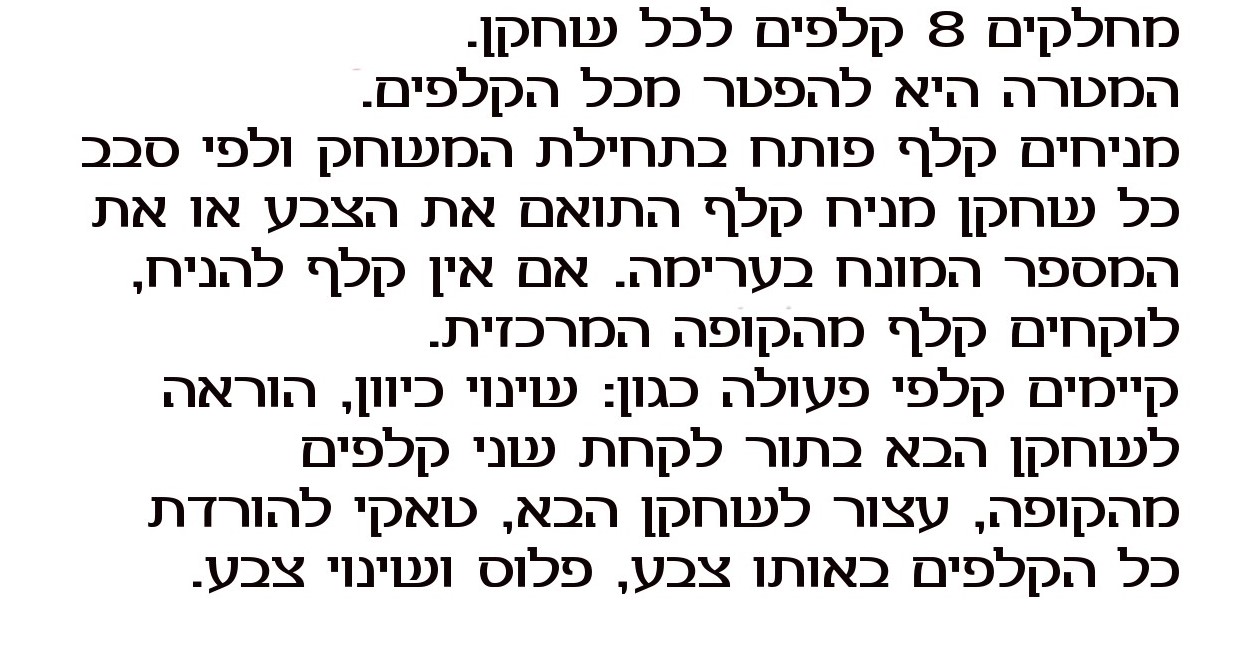 מחלקים 8 קלפים לכל שחקן.
המטרה היא להפטר מכל הקלפים.
מניחים קלף פותח בתחילת המשחק ולפי סבב
כל שחקן מניח קלף התואם את הצבע או את
המספר המונח בערימה. אם אין קלף להניח,
לוקחים קלף מהקופה המרכזית.
קיימים קלפי פעולה כגון: שינוי כיוון, הוראה
לשחקן הבא בתור לקחת שני קלפים
מהקופה, עצור לשחקן הבא, טאקי להורדת
כל הקלפים באותו צבע, פלוס ושינוי צבע.